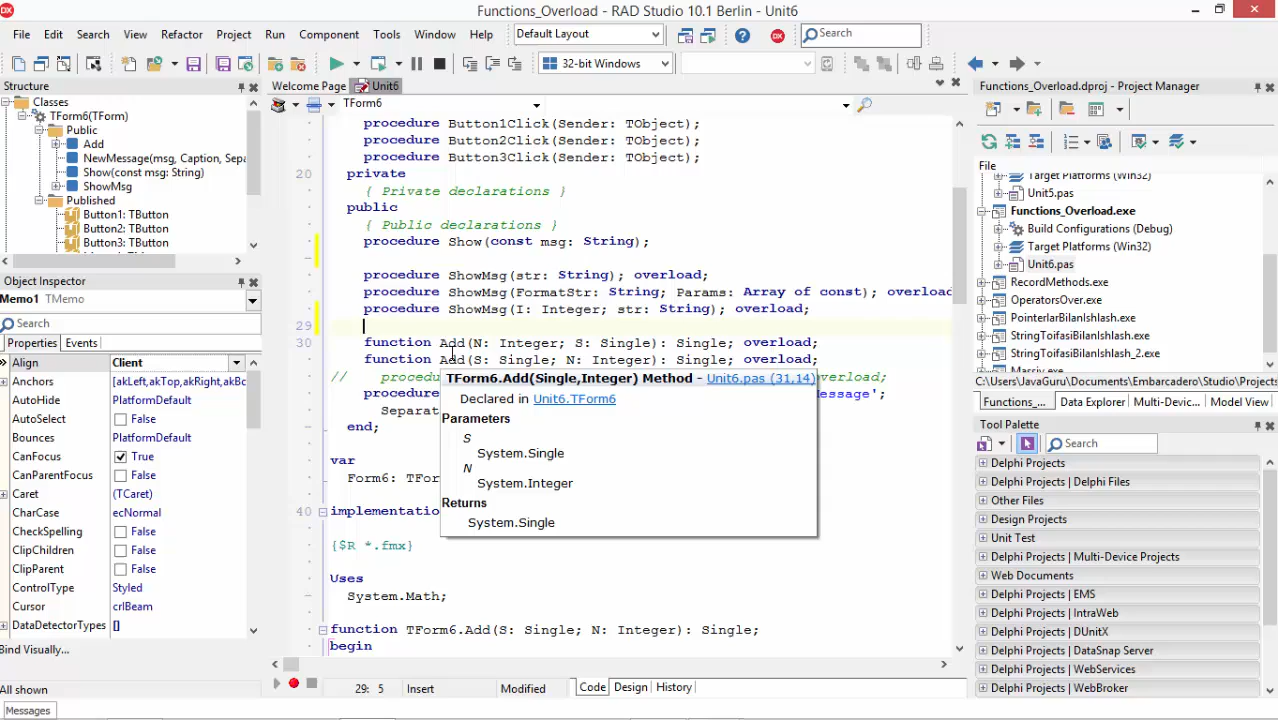 Functions_Overload - RAD Studio 10.1 Berlin - Unit6
File Edit Search View Refactor Project Run Component Tools Window Help
Default Layout
Search
32-bit Windows
Structure
Classes
TForm6(TForm)
Public
Add
NewMessage(msg, Caption, Sepa
Show(const msg: String)
ShowMsg
Published
Button1: TButton
Button2: TButton
Button3: TButton
Object Inspector
Memo1 TMemo
Search
Properties Events
Align Client
Anchors [akLeft,akTop,akRight,akBc
AutoHide PlatformDefault
AutoSelect False
Bounces PlatformDefault
CanFocus True
CanParentFocus False
Caret (TCaret)
CharCase ecNormal
CheckSpelling False
ClipChildren False
ClipParent False
ControlType Styled
Cursor crIBeam
DataDetectorTypes []
Bind Visually...
All shown
Messages
Welcome Page Unit6
TForm6
procedure Button1Click(Sender: TObject);
procedure Button2Click(Sender: TObject);
procedure Button3Click(Sender: TObject);
20 private
{ Private declarations }
public
{ Public declarations }
procedure Show(const msg: String);
procedure ShowMsg(str: String); overload;
procedure ShowMsg(FormatStr: String; Params: Array of const); overload
procedure ShowMsg(I: Integer; str: String); overload;
29
30 function Add(N: Integer; S: Single): Single; overload;
function Add(S: Single; N: Integer): Single; overload;
// procedu verload;
procedure Message';
Separat
end;
var
Form6: TFor
40 implementatio
{$R *.fmx}
Uses
System.Math;
function TForm6.Add(S: Single; N: Integer): Single;
begin
TForm6.Add(Single,Integer) Method - Unit6.pas (31,14)
Declared in Unit6.TForm6
Parameters
S
System.Single
N
System.Integer
Returns
System.Single
29: 5 Insert Modified Code Design History
Functions_Overload.dproj - Project Manager
File
Target Platforms (Win32)
Unit5.pas
Functions_Overload.exe
Build Configurations (Debug)
Target Platforms (Win32)
Unit6.pas
RecordMethods.exe
OperatorsOver.exe
PointerlarBilanIshlash.exe
StringToifasiBilanIshlash.exe
StringToifasiBilanIshlash_2.exe
Massiv.exe
C:\Users\JavaGuru\Documents\Embarcadero\Studio\Projects
Functions_... Data Explorer Multi-Devic... Model View
Tool Palette
Search
Delphi Projects
Delphi Projects | Delphi Files
Other Files
Design Projects
Unit Test
Delphi Projects | Multi-Device Projects
Web Documents
Delphi Projects | EMS
Delphi Projects | IntraWeb
Delphi Projects | DUnitX
Delphi Projects | DataSnap Server
Delphi Projects | WebServices
Delphi Projects | WebBroker